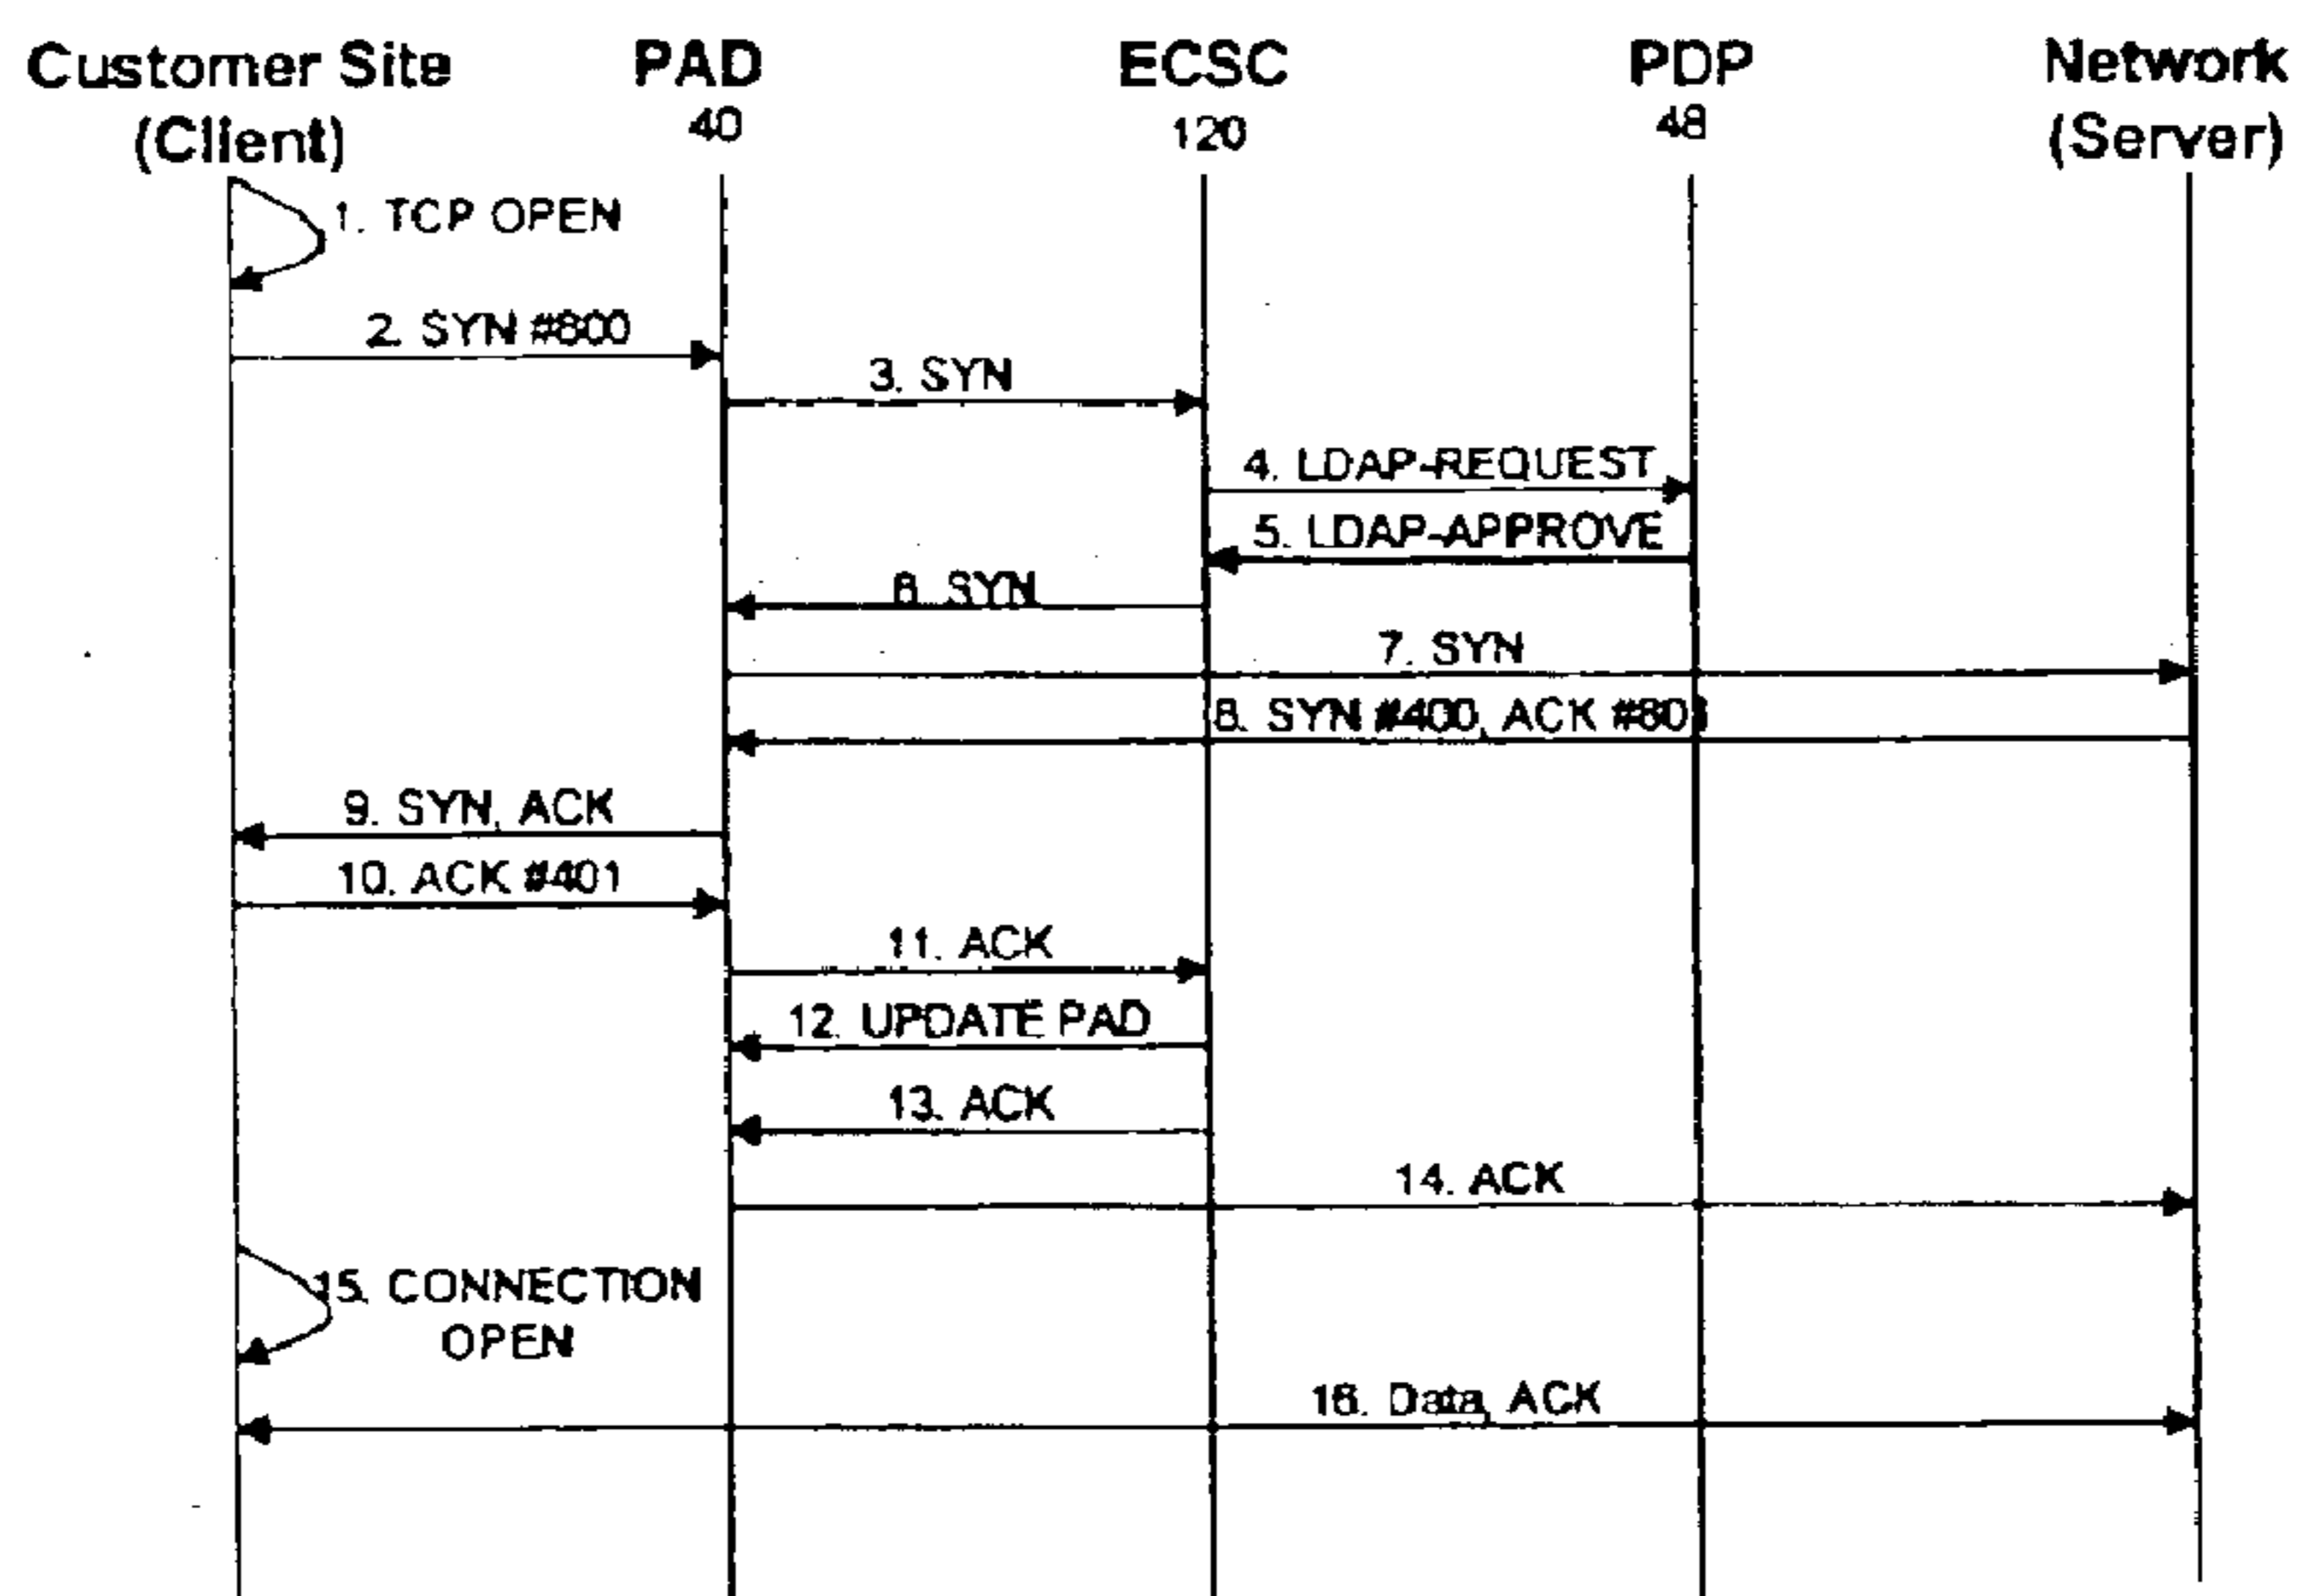 Customer Site
(Client)
PAD
40
ECSC
120
PDP
48
Network
(Server)
1. TCP OPEN
2. SYN #800
3. SYN
4. LDAP-REQUEST
5. LDAP-APPROVE
6. SYN
7. SYN
8. SYN #400, ACK #801
9. SYN, ACK
10. ACK #401
11. ACK
12. UPDATE PAD
13. ACK
14. ACK
15. CONNECTION
OPEN
16. Data, ACK